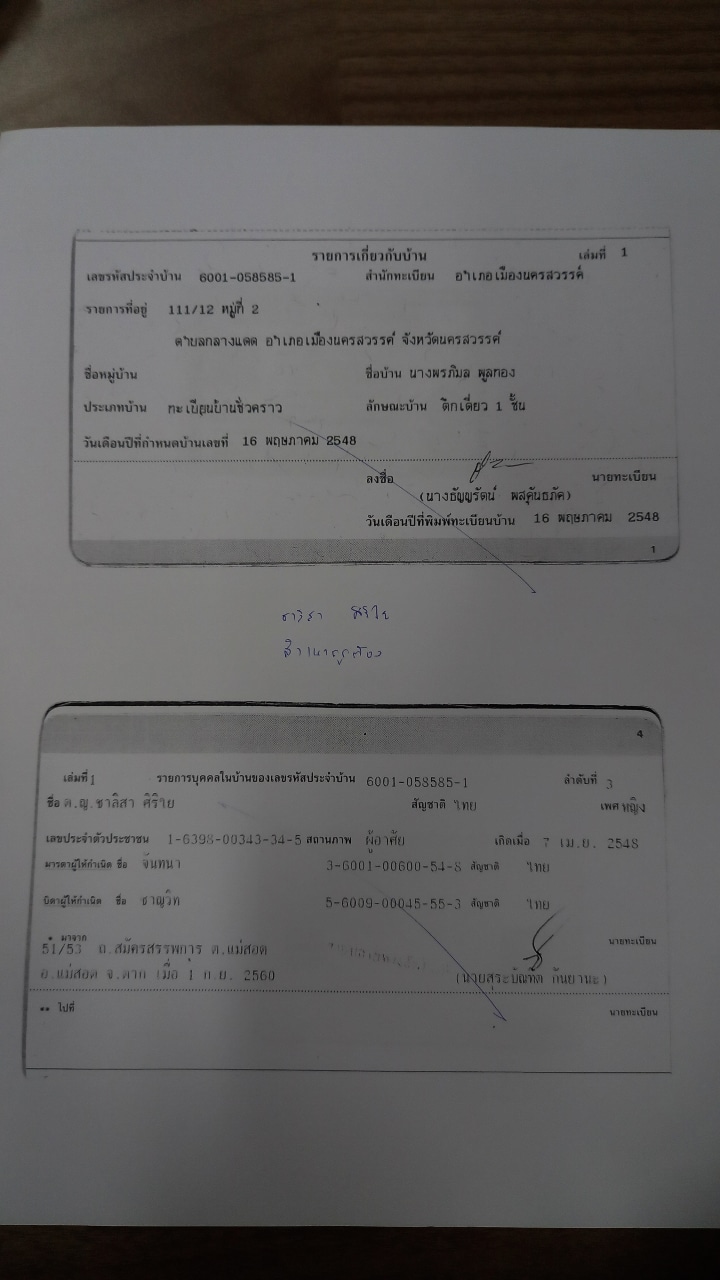 รายการเกี่ยวกับบ้าน เล่มที่ 1
เลขรหัสประจำบ้าน 6001-058585-1 สำนักทะเบียน อำเภอเมืองนครสวรรค์
รายการที่อยู่ 111/12 หมู่ที่ 2
ตำบลกลางแดด อำเภอเมืองนครสวรรค์ จังหวัดนครสวรรค์
ชื่อหมู่บ้าน ชื่อบ้าน นางพรภิมล พูลทอง
ประเภทบ้าน ทะเบียนบ้านชั่วคราว ลักษณะบ้าน ตึกเดี่ยว 1 ชั้น
วันเดือนปีที่กำหนดบ้านเลขที่ 16 พฤษภาคม 2548
ลงชื่อ นายทะเบียน
(นางธัญญรัตน์ พสุคันธภัค)
วันเดือนปีที่พิมพ์ทะเบียนบ้าน 16 พฤษภาคม 2548
1
สำเนาถูกต้อง
4
เล่มที่ 1 รายการบุคคลในบ้านของเลขรหัสประจำบ้าน 6001-058585-1 ลำดับที่ 3
ชื่อ ด.ญ.ชาลิสา ศิริาย สัญชาติ ไทย เพศ หญิง
เลขประจำตัวประชาชน 1-6398-00343-34-5 สถานภาพ ผู้อาศัย เกิดเมื่อ 7 เม.ย. 2548
มารดาผู้ให้กำเนิด ชื่อ จันทนา 3-6001-00600-54-8 สัญชาติ ไทย
บิดาผู้ให้กำเนิด ชื่อ ชาญวิท 5-6009-00045-55-3 สัญชาติ ไทย
* มาจาก
51/53 ถ.สมัครสรรพการ ต.แม่สอด นายทะเบียน
อ.แม่สอด จ.ตาก เมื่อ 1 ก.ย. 2560 (นายสุระบัณฑิต กันยานะ)
** ไปที่ นายทะเบียน